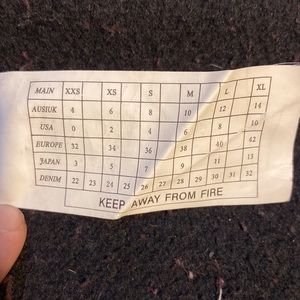 MAIN XXS XS S M L XL
AUS|UK 4 6 8 10 12 14
USA 0 2 4 6 8 10
EUROPE 32 34 36 38 40 42
JAPAN 3 5 7 9 11 13
DENIM 22 23 24 25 26 27 28 29 30 31 32
KEEP AWAY FROM FIRE